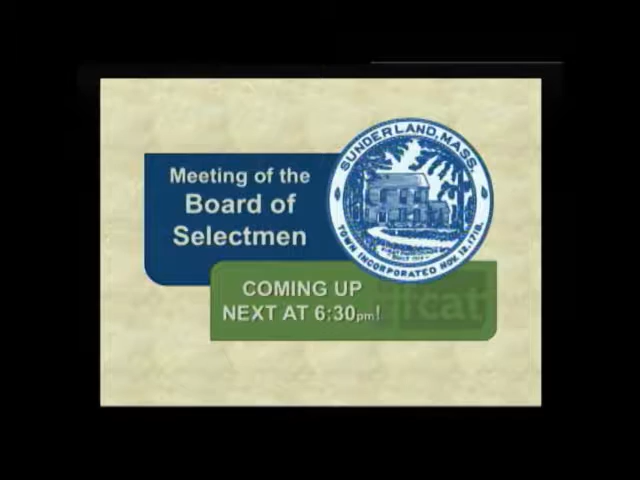 Meeting of the
Board of
Selectmen
SUNDERLAND, MASS.
TOWN INCORPORATED NOV. 12, 1718.
COMING UP
NEXT AT 6:30pm!
fcat